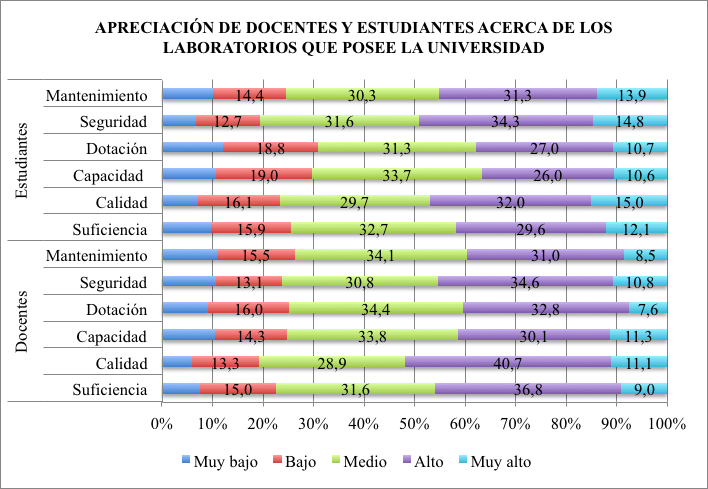 APRECIACIÓN DE DOCENTES Y ESTUDIANTES ACERCA DE LOS
LABORATORIOS QUE POSEE LA UNIVERSIDAD
Estudiantes
Mantenimiento 14,4 30,3 31,3 13,9
Seguridad 12,7 31,6 34,3 14,8
Dotación 18,8 31,3 27,0 10,7
Capacidad 19,0 33,7 26,0 10,6
Calidad 16,1 29,7 32,0 15,0
Suficiencia 15,9 32,7 29,6 12,1
Docentes
Mantenimiento 15,5 34,1 31,0 8,5
Seguridad 13,1 30,8 34,6 10,8
Dotación 16,0 34,4 32,8 7,6
Capacidad 14,3 33,8 30,1 11,3
Calidad 13,3 28,9 40,7 11,1
Suficiencia 15,0 31,6 36,8 9,0
0% 10% 20% 30% 40% 50% 60% 70% 80% 90% 100%
Muy bajo Bajo Medio Alto Muy alto